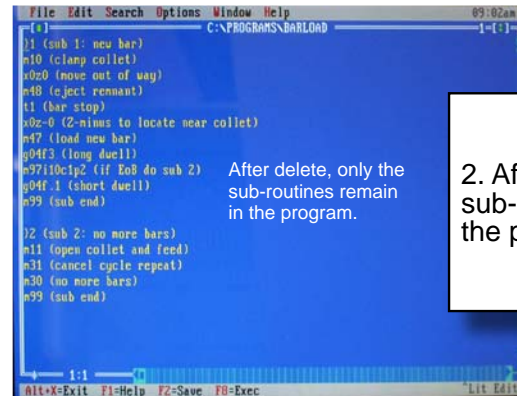 File Edit Search Options Window Help 09:02am
C:\PROGRAMS\BARLOAD 1
)1 (sub 1: new bar)
m10 (clamp collet)
x0z0 (move out of way)
m48 (eject remnant)
t1 (bar stop)
x0z-0 (Z-minus to locate near collet)
m47 (load new bar)
g04f3 (long dwell)
m97i10c1p2 (if EoB do sub 2)
g04f.1 (short dwell)
m99 (sub end)
)2 (sub 2: no more bars)
m11 (open collet and feed)
m31 (cancel cycle repeat)
m30 (no more bars)
m99 (sub end)
After delete, only the
sub-routines remain
in the program.
2. Af
sub-
the p
1:1
Alt+X=Exit F1=Help F2=Save F8=Exec ^Lit Edit